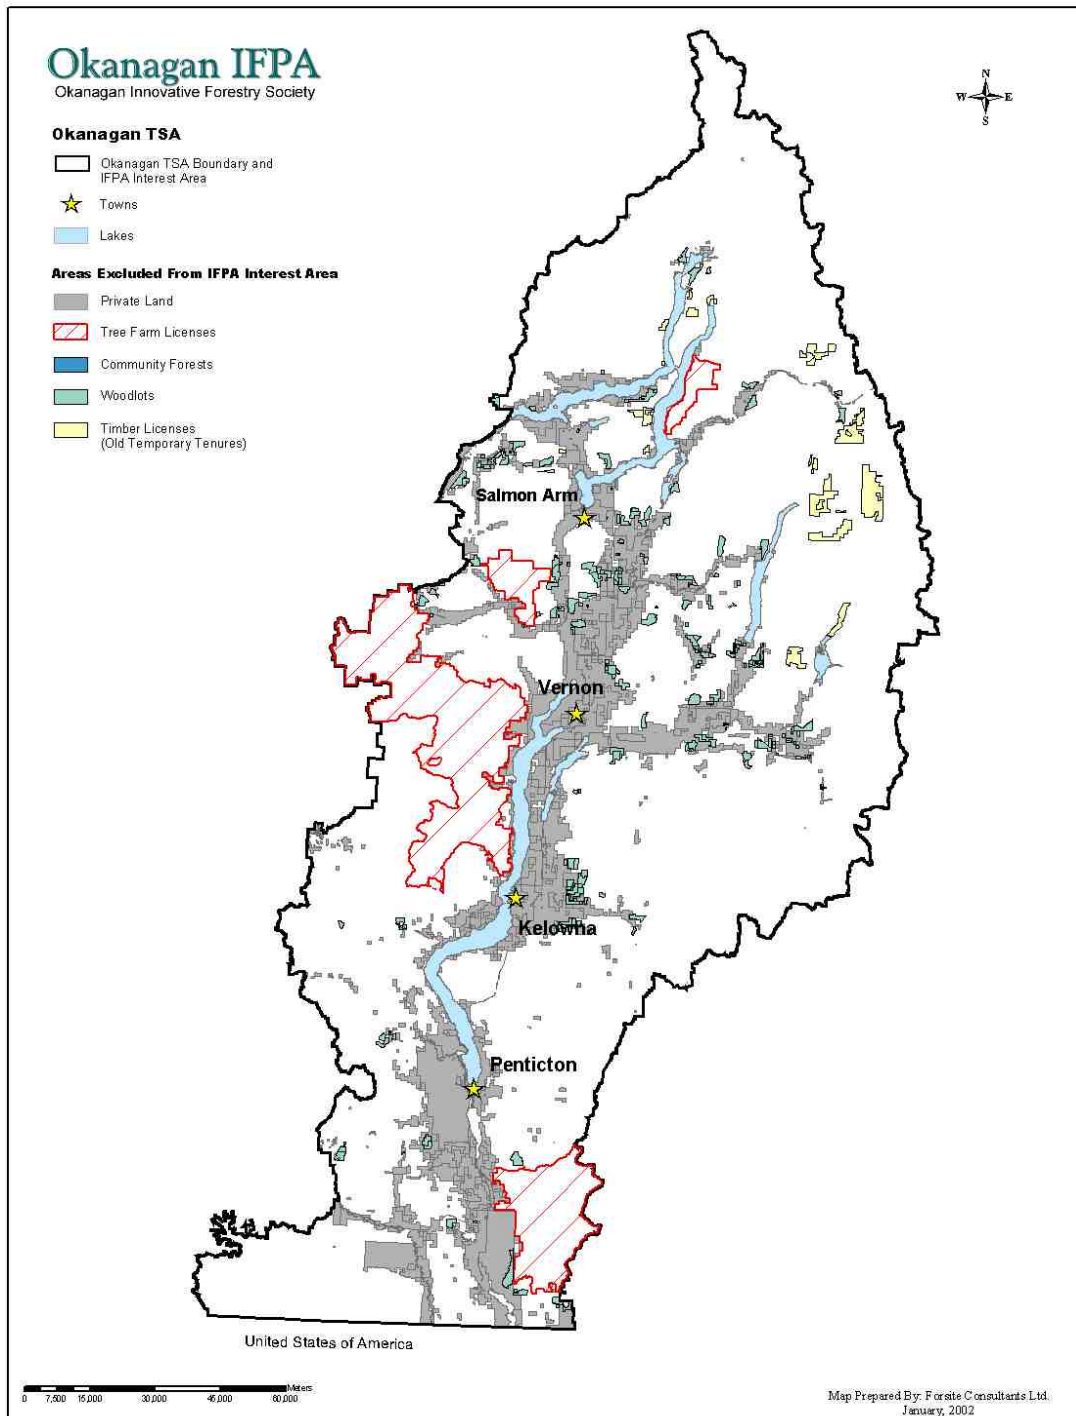 Okanagan IFPA
Okanagan Innovative Forestry Society
Okanagan TSA
Okanagan TSA Boundary and
IFPA Interest Area
Towns
Lakes
Areas Excluded From IFPA Interest Area
Private Land
Tree Farm Licenses
Community Forests
Woodlots
Timber Licenses
(Old Temporary Tenures)
N
W E
S
Salmon Arm
Vernon
Kelowna
Penticton
United States of America
Meters
0 7,500 15,000 30,000 45,000 60,000
Map Prepared By: Forsite Consultants Ltd.
January, 2002